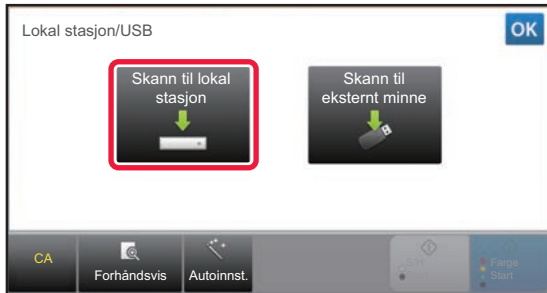 Lokal stasjon/USB
OK
Skann til lokal
stasjon
Skann til
eksternt minne
CA
Forhåndsvis
Autoinnst.
Farge
Start